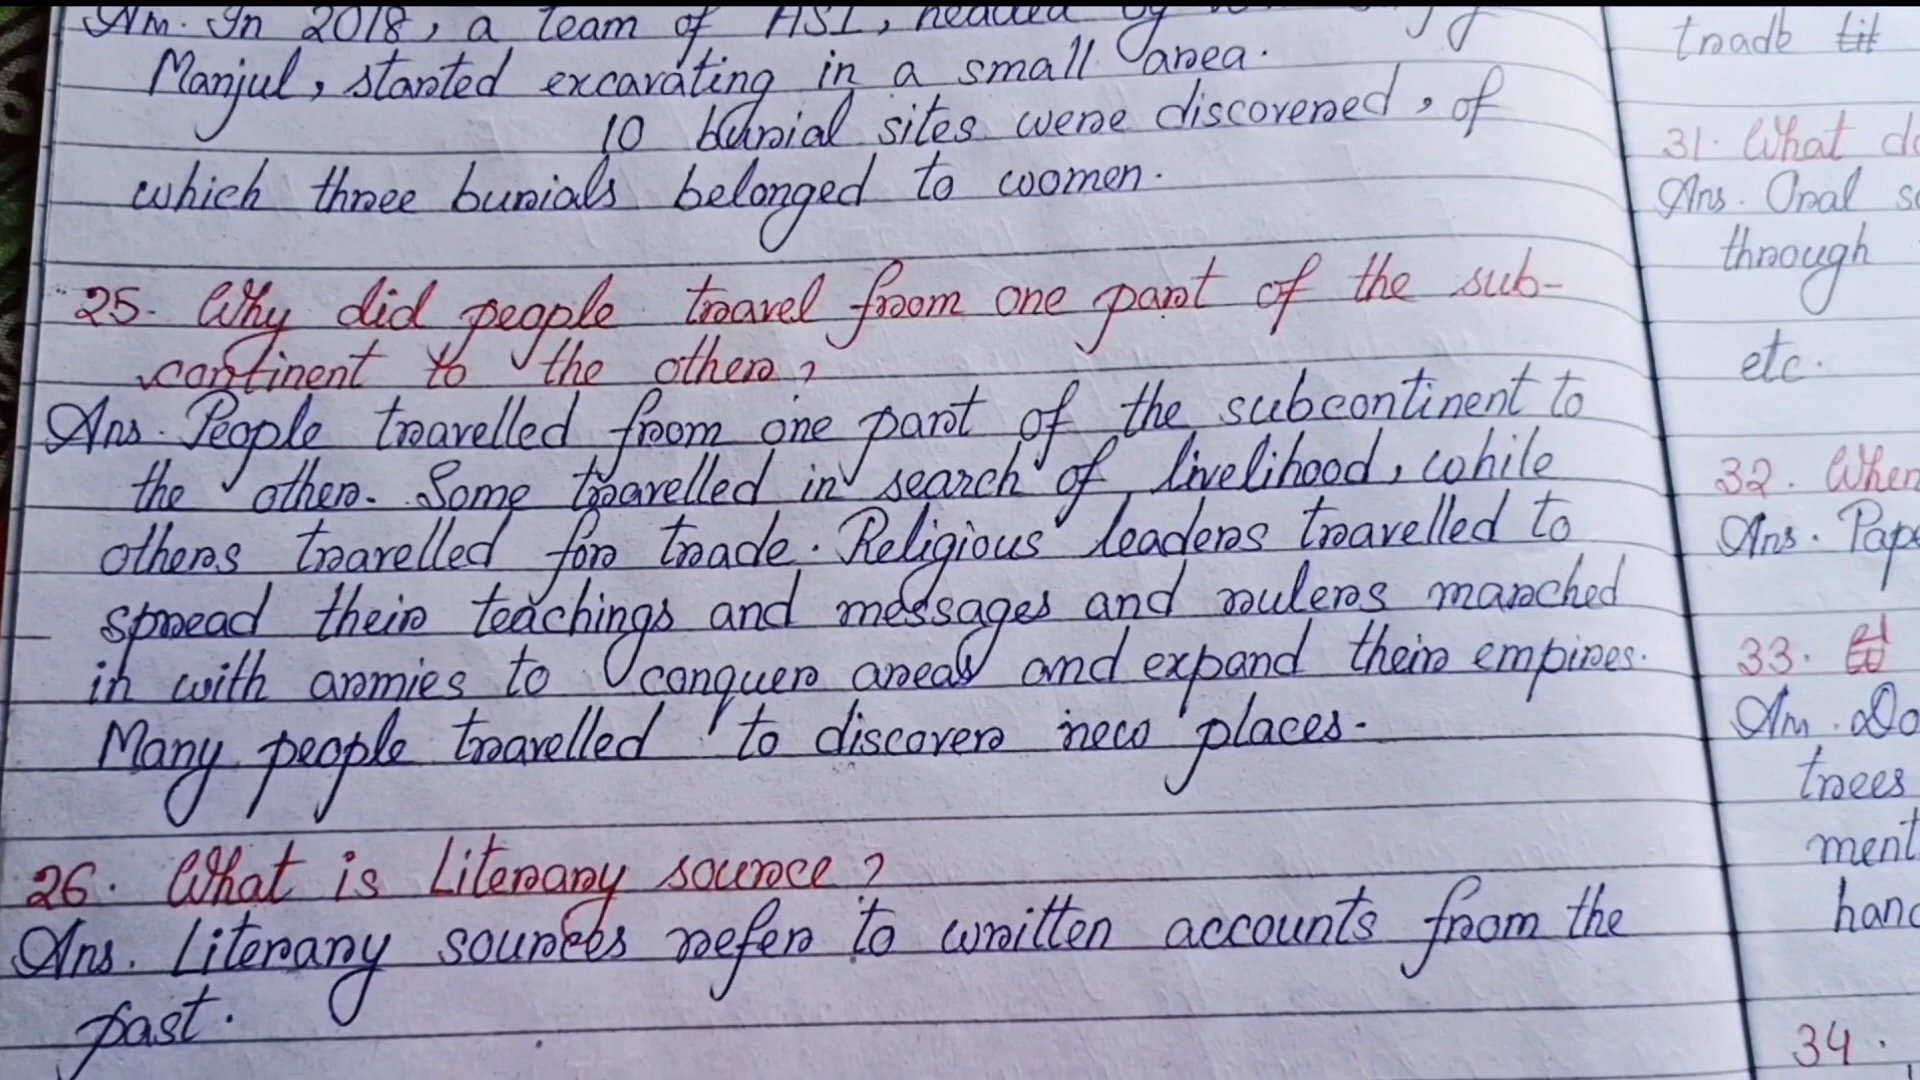 Ans. In 2018, a team of ASI, headed by
Manjul, started excavating in a small area.
10 burial sites were discovered, of
which three burials belonged to women.
25. Why did people travel from one part of the sub-
continent to the other?
Ans. People travelled from one part of the subcontinent to
the other. Some travelled in search of livelihood, while
others travelled for trade. Religious leaders travelled to
spread their teachings and messages and rulers marched
in with armies to conquer areas and expand their empires.
Many people travelled to discover new places.
26. What is Literary source?
Ans. Literary sources refer to written accounts from the
past.
trade
31. What do
Ans. Oral so
through
etc.
32. When
Ans. Pape
33.
Ans. Do
trees
ment
hand
34.